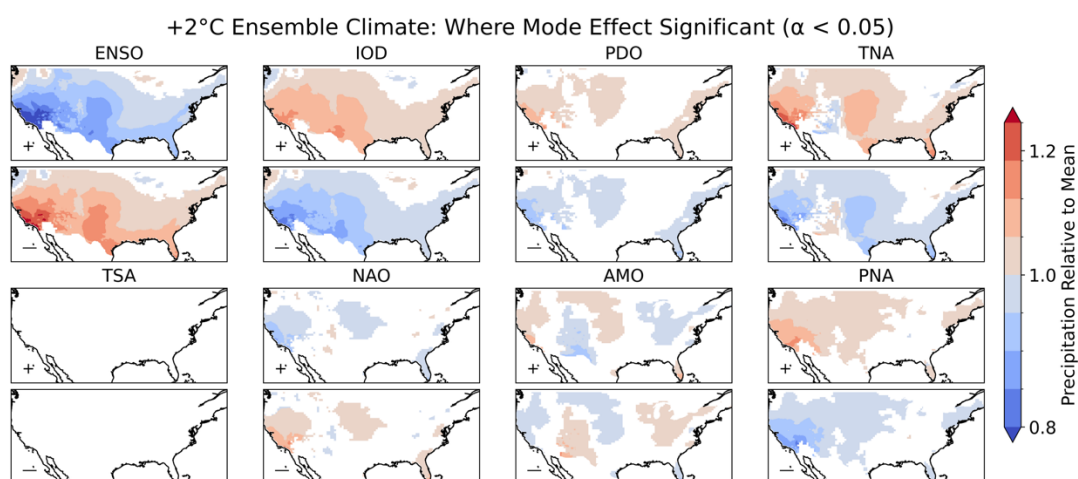 +2°C Ensemble Climate: Where Mode Effect Significant (α < 0.05)
ENSO IOD PDO TNA
+ + + +
− − − −
TSA NAO AMO PNA
+ + + +
− − − −
1.2
1.0
0.8
Precipitation Relative to Mean